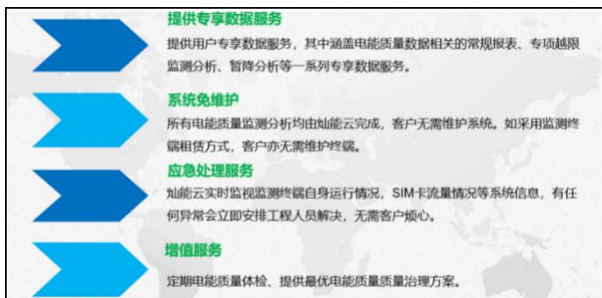 提供专享数据服务
提供用户专享数据服务，其中涵盖电能质量数据相关的常规报表、专项越限
监测分析、暂降分析等一系列专享数据服务。
系统免维护
所有电能质量监测分析均由灿能云完成，客户无需维护系统。如采用监测终
端租赁方式，客户亦无需维护终端。
应急处理服务
灿能云实时监视监测终端自身运行情况，SIM卡流量情况等系统信息，有任
何异常会立即安排工程人员解决，无需客户烦心。
增值服务
定期电能质量体检、提供最优电能质量质量治理方案。